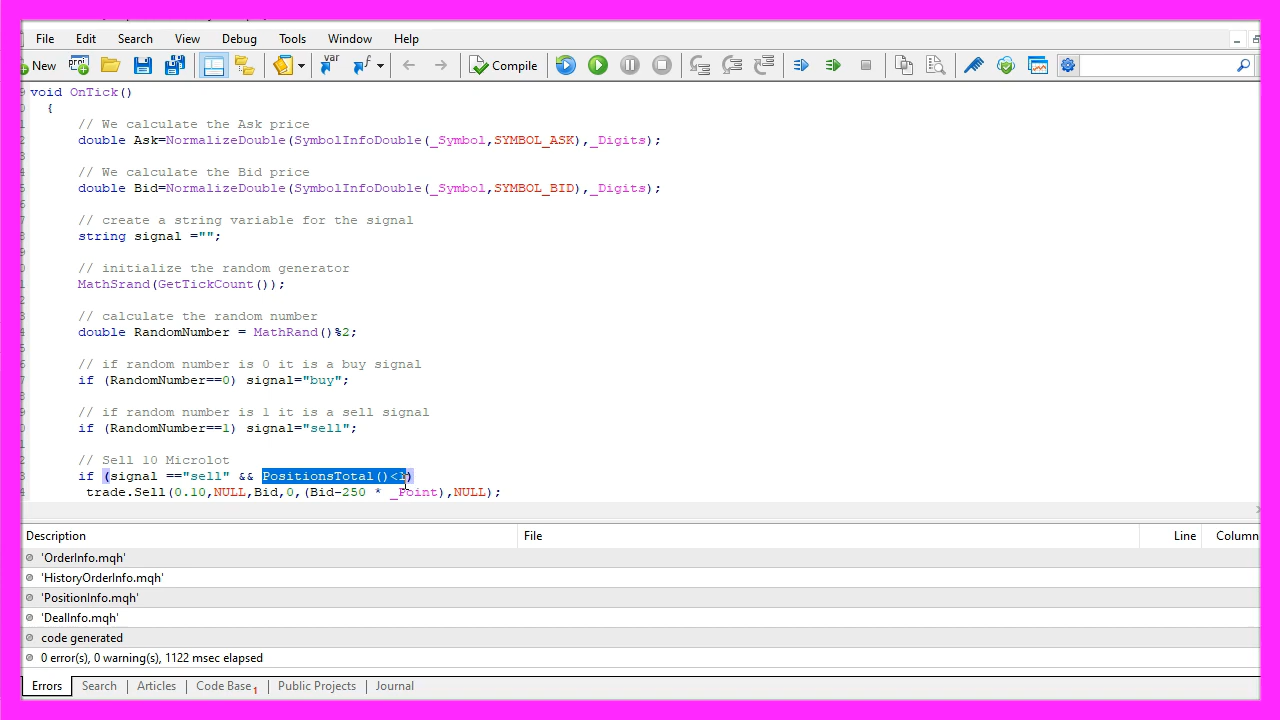 File Edit Search View Debug Tools Window Help
New Compile
void OnTick()
{
// We calculate the Ask price
double Ask=NormalizeDouble(SymbolInfoDouble(_Symbol,SYMBOL_ASK),_Digits);
// We calculate the Bid price
double Bid=NormalizeDouble(SymbolInfoDouble(_Symbol,SYMBOL_BID),_Digits);
// create a string variable for the signal
string signal ="";
// initialize the random generator
MathSrand(GetTickCount());
// calculate the random number
double RandomNumber = MathRand()%2;
// if random number is 0 it is a buy signal
if (RandomNumber==0) signal="buy";
// if random number is 1 it is a sell signal
if (RandomNumber==1) signal="sell";
// Sell 10 Microlot
if (signal =="sell" && PositionsTotal()<1)
trade.Sell(0.10,NULL,Bid,0,(Bid-250 * _Point),NULL);
Description File Line Column
'OrderInfo.mqh'
'HistoryOrderInfo.mqh'
'PositionInfo.mqh'
'DealInfo.mqh'
code generated
0 error(s), 0 warning(s), 1122 msec elapsed
Errors Search Articles Code Base 1 Public Projects Journal